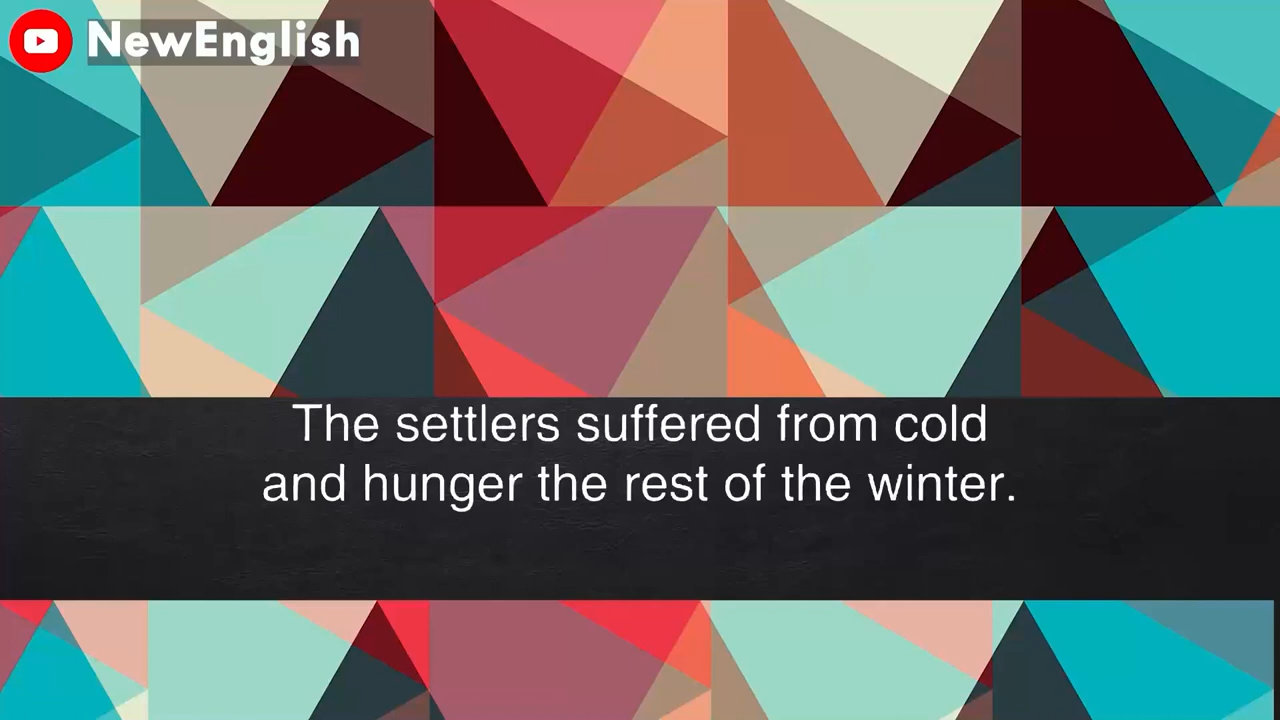 NewEnglish
The settlers suffered from cold
and hunger the rest of the winter.